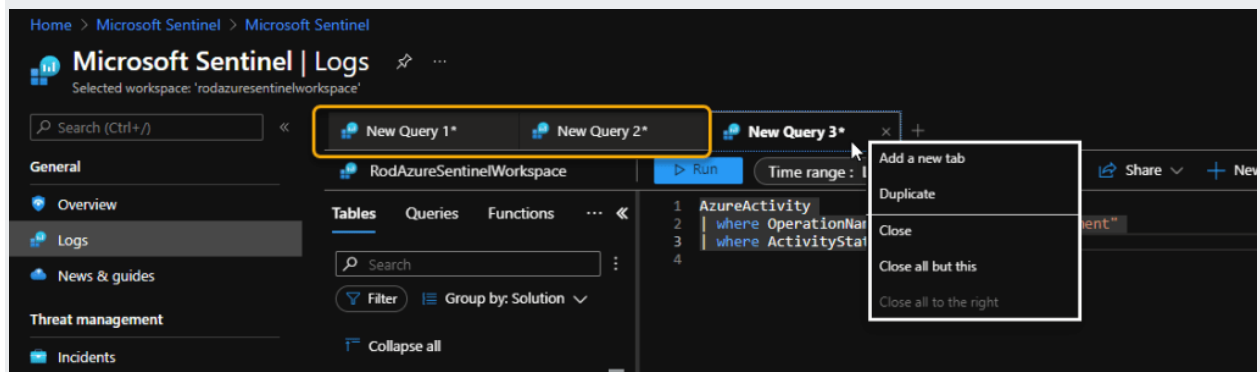 Home > Microsoft Sentinel > Microsoft Sentinel
Microsoft Sentinel | Logs
Selected workspace: 'rodazuresentinelworkspace'
Search (Ctrl+/)
General
Overview
Logs
News & guides
Threat management
Incidents
New Query 1*
New Query 2*
New Query 3*
RodAzureSentinelWorkspace
Run
Time range :
Share
New
Tables
Queries
Functions
Search
Filter
Group by: Solution
Collapse all
1 AzureActivity
2 | where OperationNa ent"
3 | where ActivitySta
4
Add a new tab
Duplicate
Close
Close all but this
Close all to the right